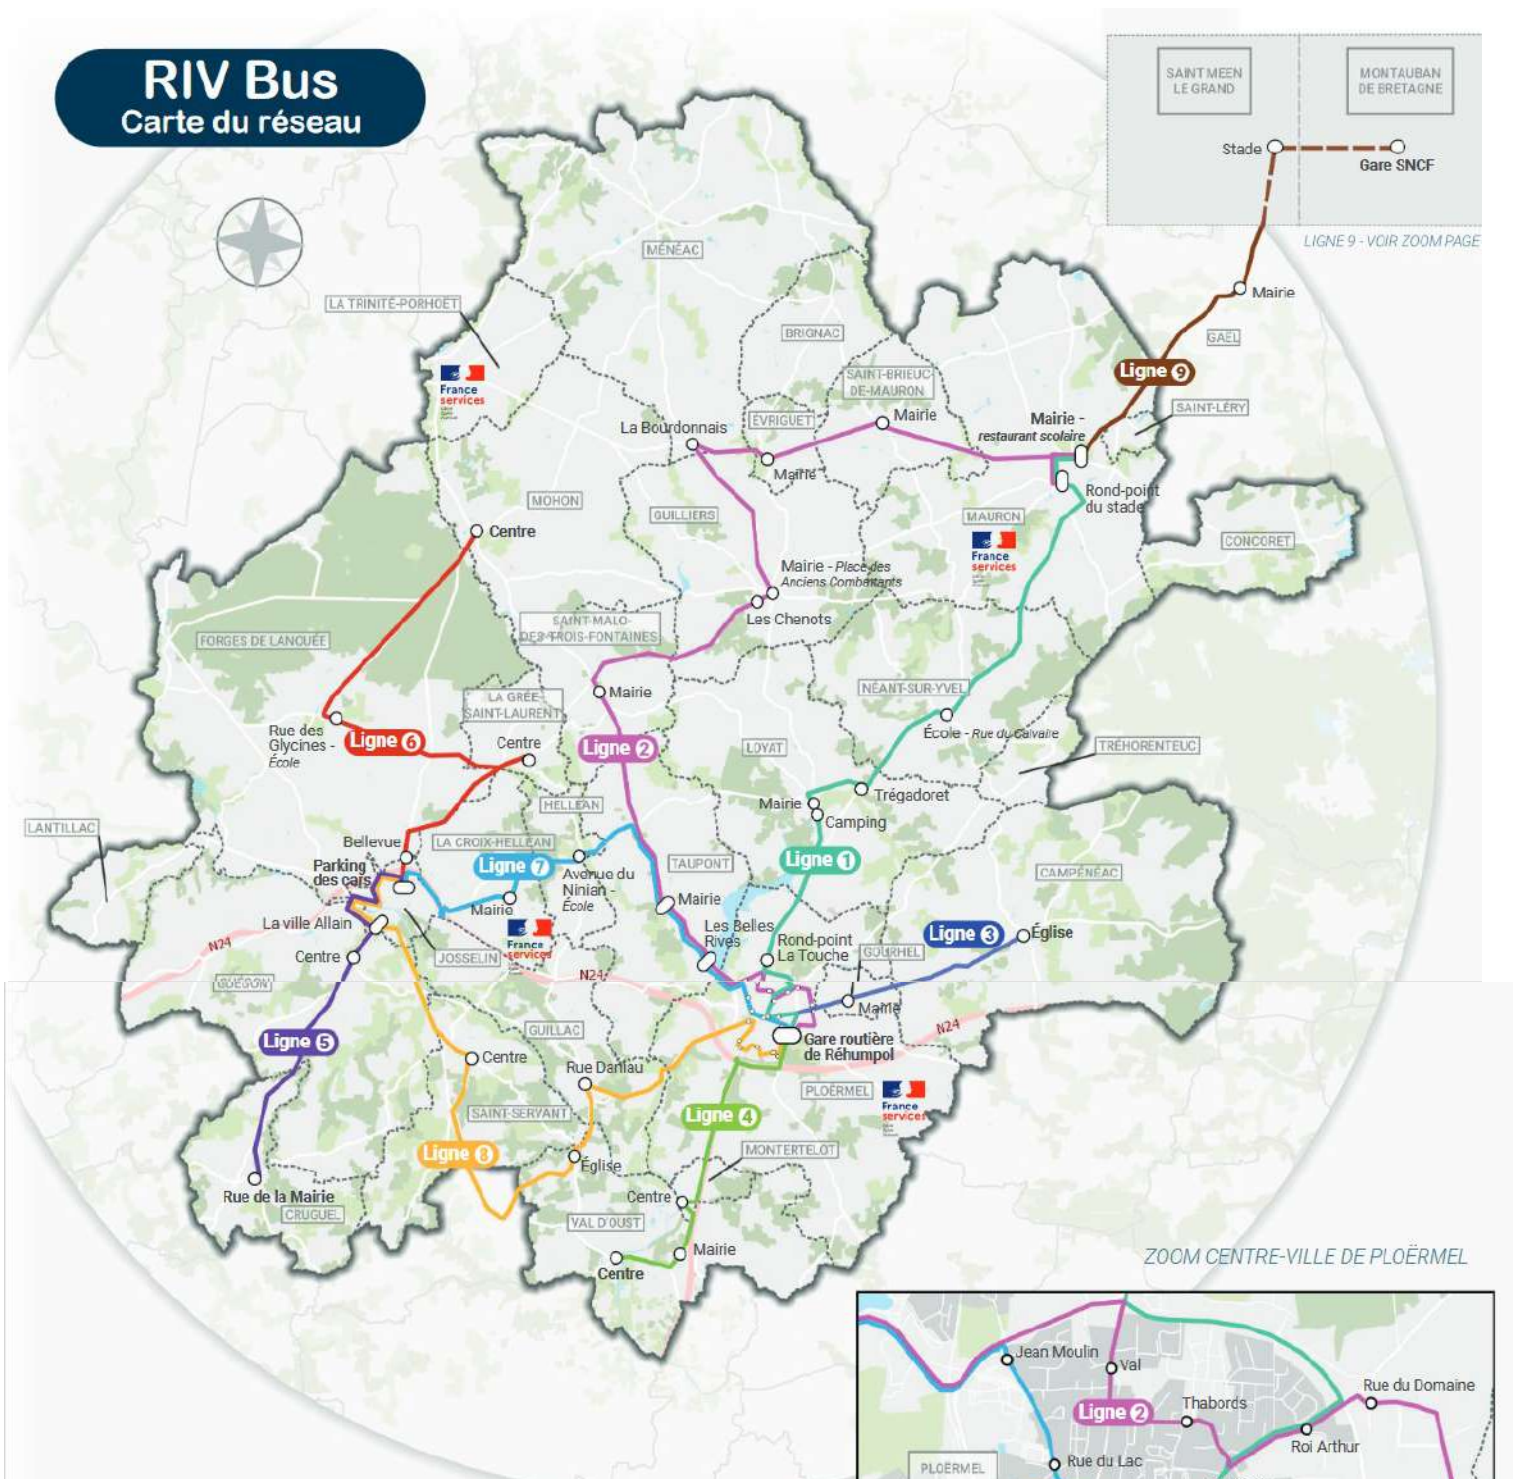 RIV Bus
Carte du réseau
SAINT MEEN
LE GRAND
MONTAUBAN
DE BRETAGNE
Stade
Gare SNCF
LIGNE 9 - VOIR ZOOM PAGE
MÉNÉAC
LA TRINITÉ-PORHOËT
Mairie
BRIGNAC
GAËL
France
services
SAINT-BRIEUC-
DE-MAURON
Ligne 9
SAINT-LÉRY
La Bourdonnais
ÉVRIGUET
Mairie
Mairie -
restaurant scolaire
Mairie
Rond-point
du stade
MOHON
GUILLIERS
MAURON
Centre
France
services
CONCORET
Mairie - Place des
Anciens Combattants
Les Chenots
SAINT-MALO-
DES-TROIS-FONTAINES
FORGES DE LANOUÉE
Mairie
LA GRÉE-
SAINT-LAURENT
NÉANT-SUR-YVEL
Rue des
Glycines -
École
Ligne 6
Centre
Ligne 2
LOYAT
École - Rue du Calvaire
TRÉHORENTEUC
Trégadoret
Mairie
Camping
HELLÉAN
LANTILLAC
Bellevue
LA CROIX-HELLÉAN
Parking
des cars
Ligne 7
Avenue du
Ninian -
École
TAUPONT
Ligne 1
CAMPÉNÉAC
Mairie
Mairie
La ville Allain
France
services
Les Belles
Rives
Rond-point
La Touche
Ligne 3
Église
GOURHEL
N24
Centre
JOSSELIN
N24
GUÉGON
Mairie
N24
Ligne 5
GUILLAC
Gare routière
de Réhumpol
Centre
Rue Daniau
PLOËRMEL
France
services
SAINT-SERVANT
Ligne 4
Ligne 8
MONTERTELOT
Église
Rue de la Mairie
CRUGUEL
Centre
VAL D'OUST
Mairie
Centre
ZOOM CENTRE-VILLE DE PLOËRMEL
Jean Moulin
Val
Rue du Domaine
Ligne 2
Thabords
Roi Arthur
Rue du Lac
PLOËRMEL